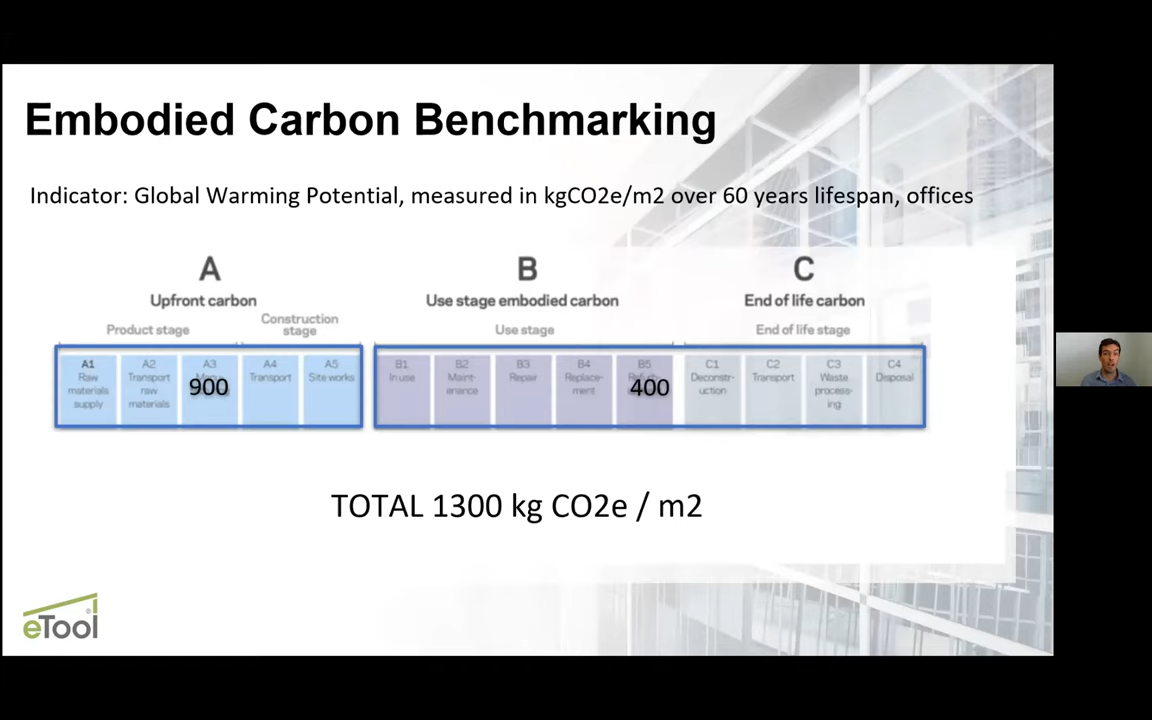 Embodied Carbon Benchmarking
Indicator: Global Warming Potential, measured in kgCO2e/m2 over 60 years lifespan, offices
A
B
C
Upfront carbon
Use stage embodied carbon
End of life carbon
Product stage
Construction
stage
Use stage
End of life stage
A1
Raw
materials
supply
A2
Transport
raw
materials
A3
900
A4
Transport
A5
Site works
B1
In use
B2
Maint-
enance
B3
Repair
B4
Replace-
ment
B5
400
C1
Deconstr-
uction
C2
Transport
C3
Waste
process-
ing
C4
Disposal
TOTAL 1300 kg CO2e / m2
eTool